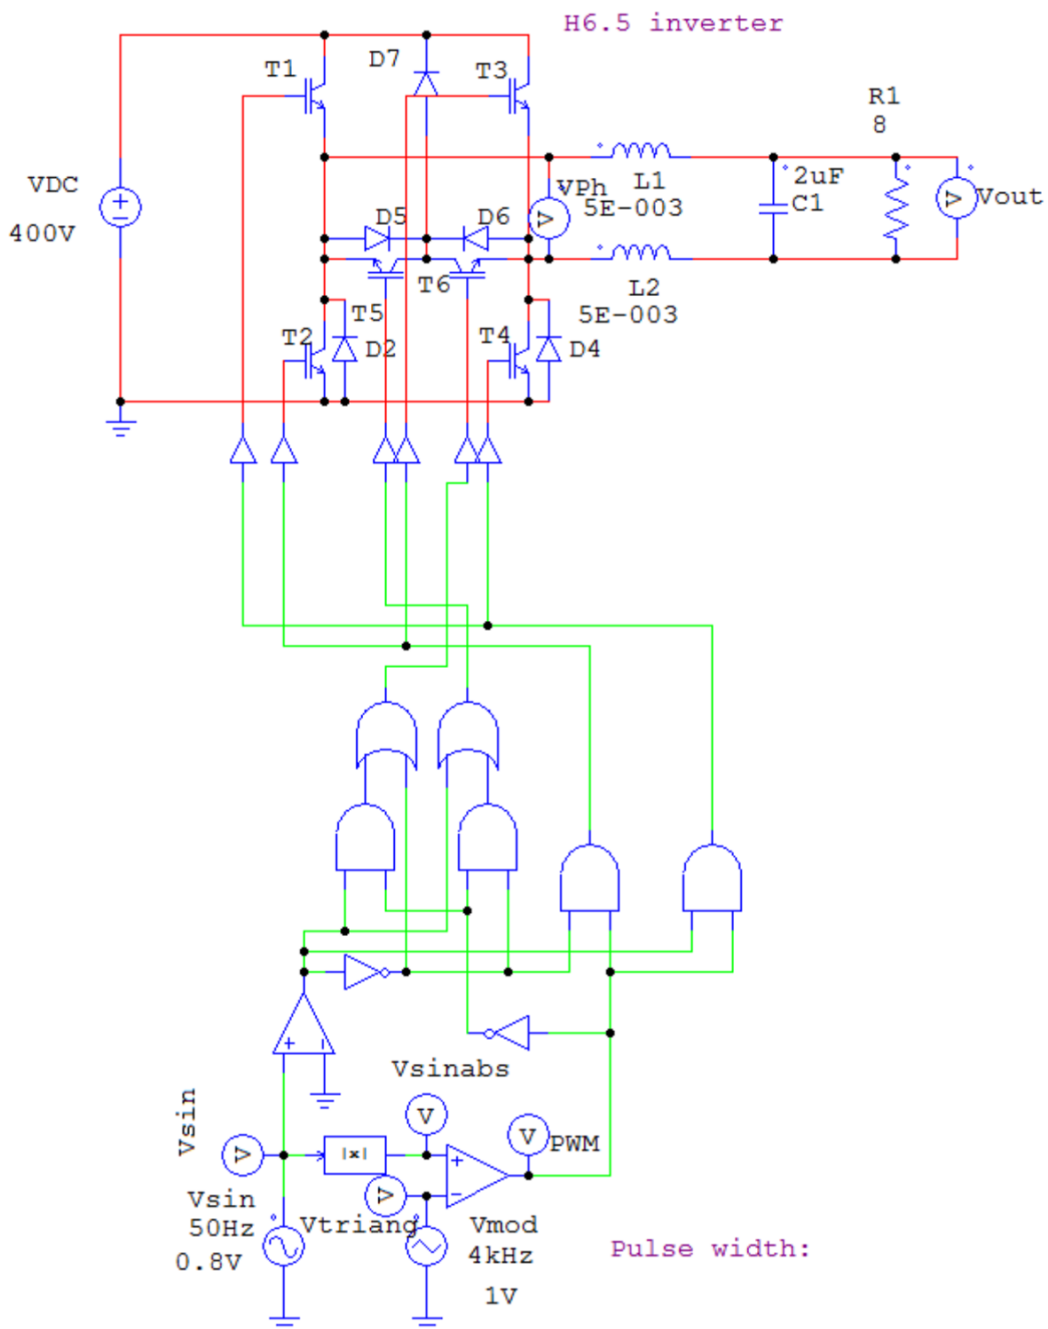 H6.5 inverter
D7
T1
T3
R1
8
VDC
400V
VPh
L1
5E-003
2uF
C1
V
V
Vout
D5
D6
T6
L2
5E-003
T5
T2
D2
T4
D4
Vsinabs
V
Vsin
V
|x|
V
PWM
V
Vsin
50Hz
0.8V
Vtriang
Vmod
4kHz
1V
Pulse width: